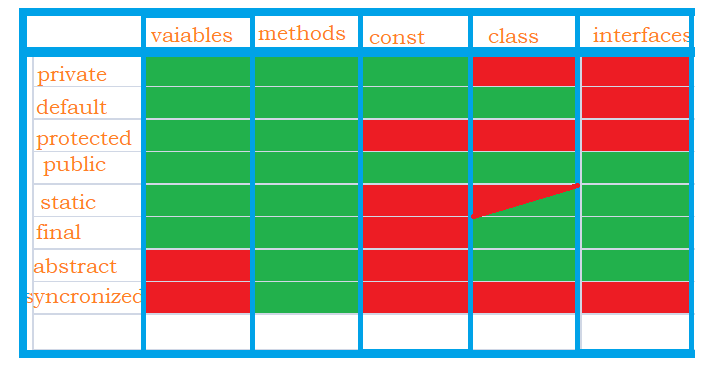 vaiables methods const class interfaces
private
default
protected
public
static
final
abstract
syncronized